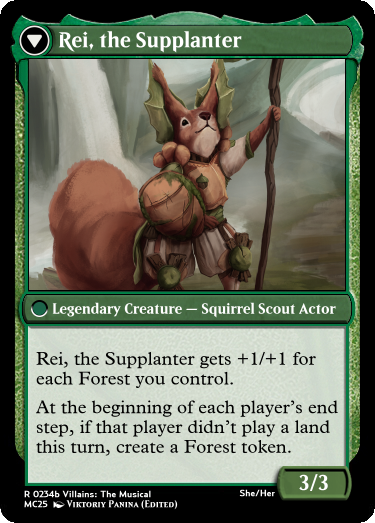 Rei, the Supplanter
Legendary Creature — Squirrel Scout Actor
Rei, the Supplanter gets +1/+1 for
each Forest you control.
At the beginning of each player's end
step, if that player didn't play a land
this turn, create a Forest token.
3/3
R 0234b Villains: The Musical
She/Her
MC25 Viktoriy Panina (Edited)